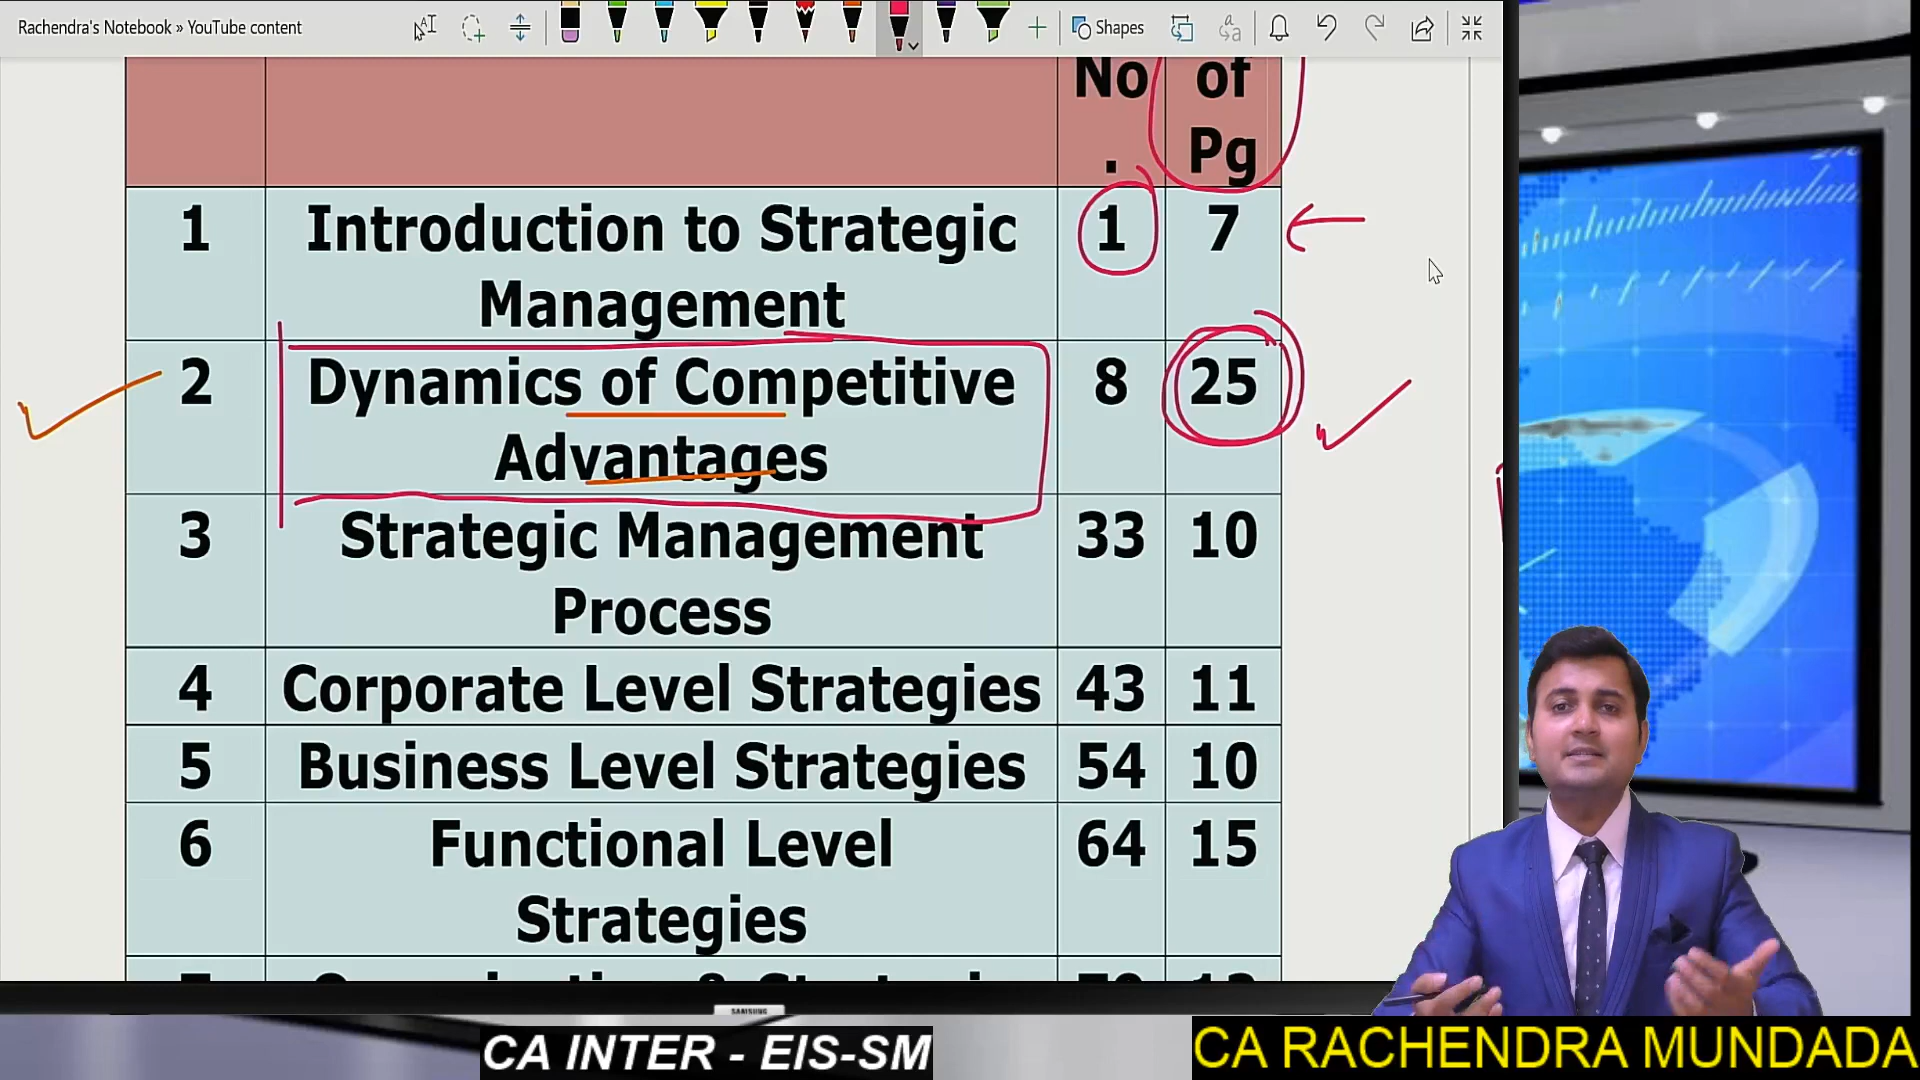 Rachendra's Notebook » YouTube content
Shapes
No of
. Pg
1 Introduction to Strategic 1 7
Management
2 Dynamics of Competitive 8 25
Advantages
3 Strategic Management 33 10
Process
4 Corporate Level Strategies 43 11
5 Business Level Strategies 54 10
6 Functional Level 64 15
Strategies
SAMSUNG
CA INTER - EIS-SM
CA RACHENDRA MUNDADA